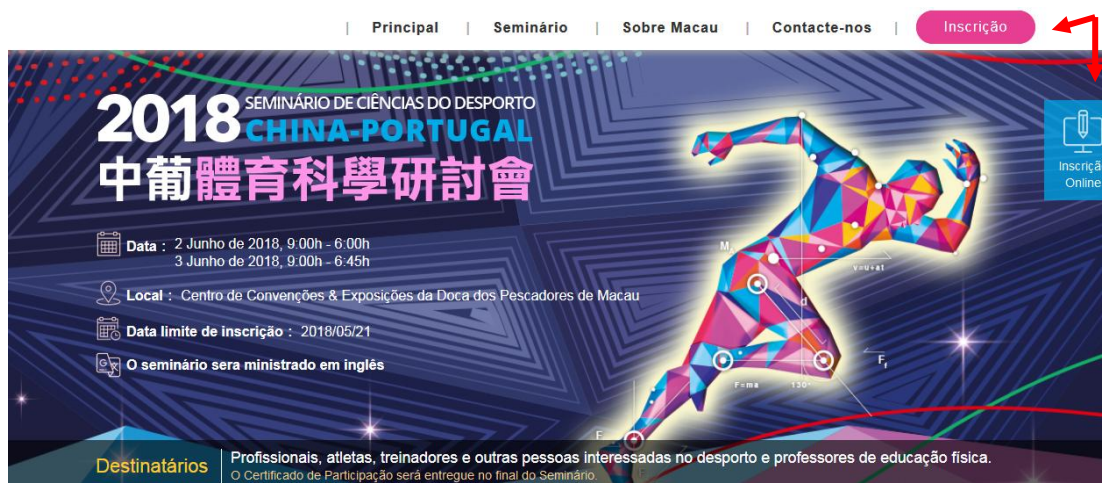 | Principal | Seminário | Sobre Macau | Contacte-nos | Inscrição
2018 SEMINÁRIO DE CIÊNCIAS DO DESPORTO
CHINA-PORTUGAL
中葡體育科學研討會
Inscriçã
Online
Data : 2 Junho de 2018, 9:00h - 6:00h
3 Junho de 2018, 9:00h - 6:45h
Local : Centro de Convenções & Exposições da Doca dos Pescadores de Macau
Data limite de inscrição : 2018/05/21
O seminário sera ministrado em inglês
v=u+at
d
F=ma
130°
Destinatários
Profissionais, atletas, treinadores e outras pessoas interessadas no desporto e professores de educação física.
O Certificado de Participação será entregue no final do Seminário.